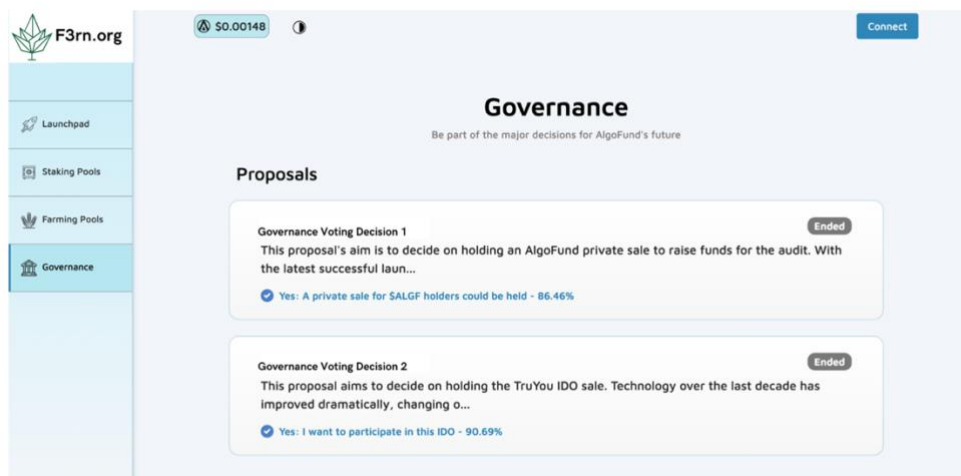 F3rn.org
$0.00148
Connect
Launchpad
Staking Pools
Farming Pools
Governance
Governance
Be part of the major decisions for AlgoFund's future
Proposals
Governance Voting Decision 1
Ended
This proposal's aim is to decide on holding an AlgoFund private sale to raise funds for the audit. With
the latest successful laun...
Yes: A private sale for $ALGF holders could be held - 86.46%
Governance Voting Decision 2
Ended
This proposal aims to decide on holding the TruYou IDO sale. Technology over the last decade has
improved dramatically, changing o...
Yes: I want to participate in this IDO - 90.69%